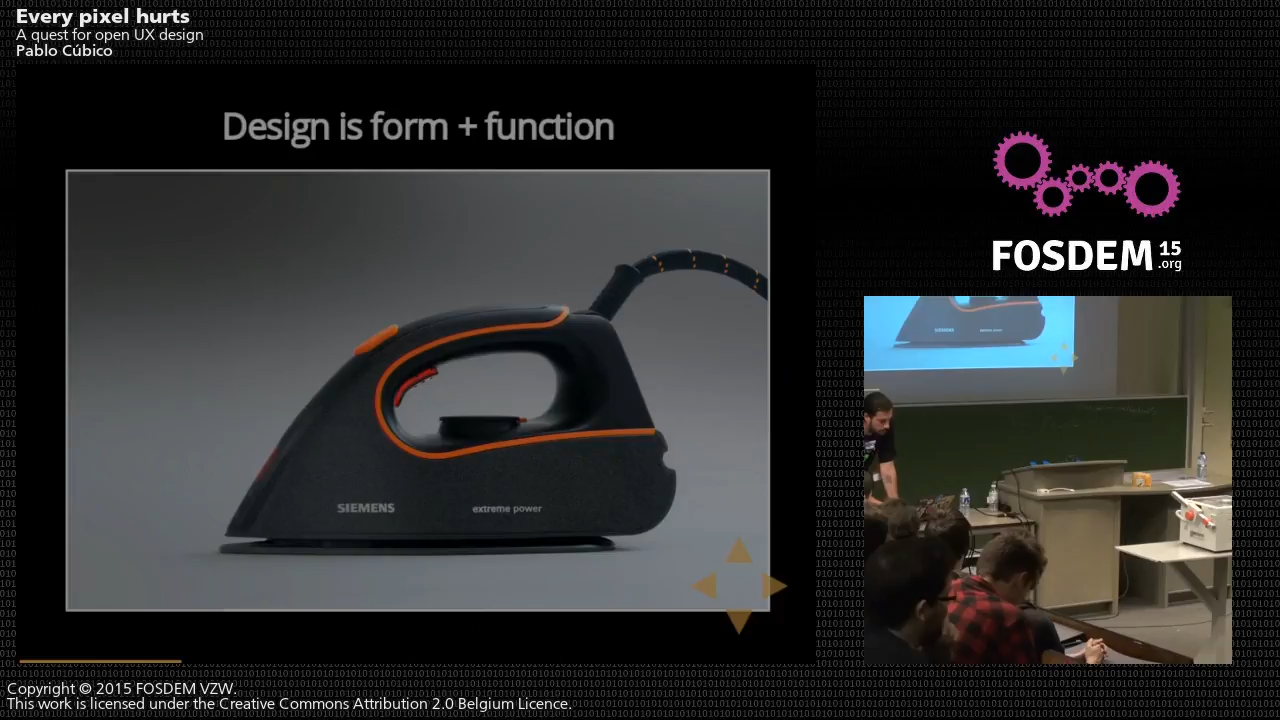 Every pixel hurts
A quest for open UX design
Pablo Cúbico
Design is form + function
SIEMENS
extreme power
FOSDEM 15
.org
Copyright © 2015 FOSDEM VZW.
This work is licensed under the Creative Commons Attribution 2.0 Belgium Licence.